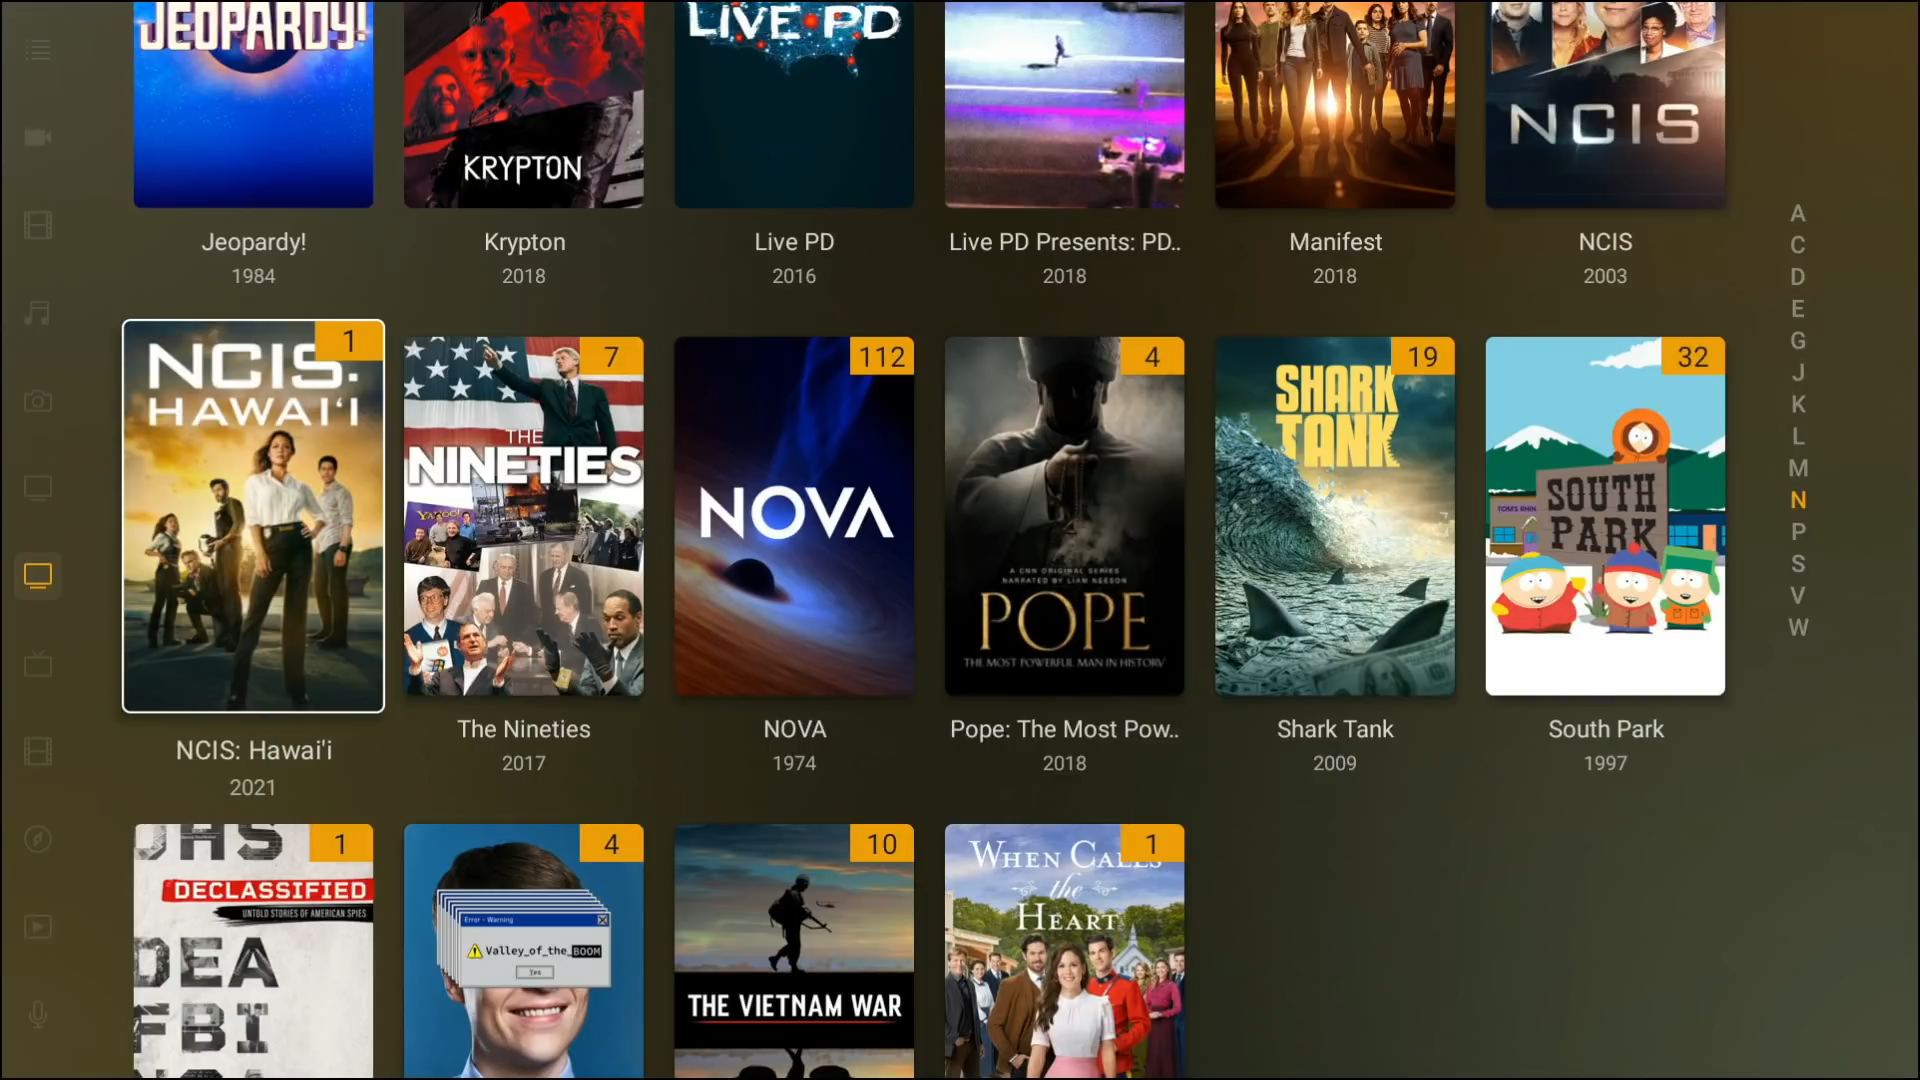 JEOPARDY!
KRYPTON
LIVE PD
NCIS
Jeopardy!
1984
Krypton
2018
Live PD
2016
Live PD Presents: PD..
2018
Manifest
2018
NCIS
2003
NCIS:
HAWAI‘I
1
THE
NINETIES
YAHOO!
7
NOVA
112
A CNN ORIGINAL SERIES
NARRATED BY LIAM NEESON
POPE
THE MOST POWERFUL MAN IN HISTORY
4
SHARK
TANK
19
TOM'S RHIN
SOUTH
PARK
32
NCIS: Hawai'i
2021
The Nineties
2017
NOVA
1974
Pope: The Most Pow..
2018
Shark Tank
2009
South Park
1997
DHS
DECLASSIFIED
UNTOLD STORIES OF AMERICAN SPIES
DEA
FBI
1
Error - Warning
Valley_of_the_BOOM
Yes
4
THE VIETNAM WAR
10
WHEN CALLS
the
HEART
1
A
C
D
E
G
J
K
L
M
N
P
S
V
W